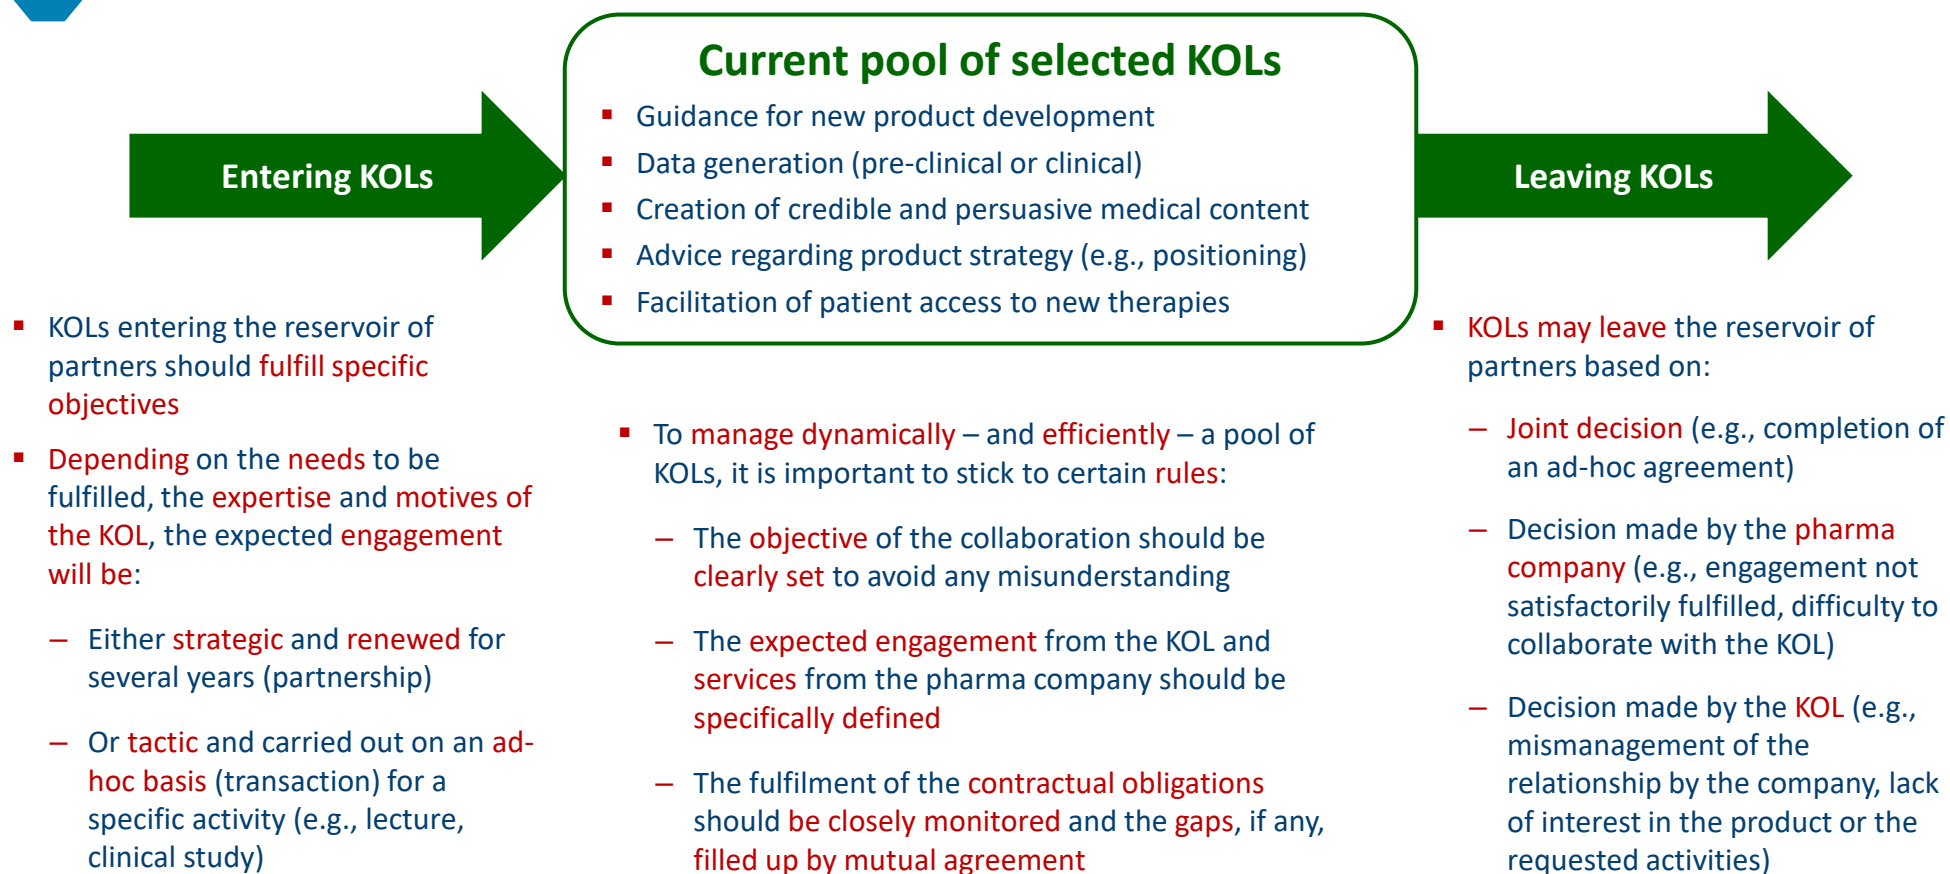 Current pool of selected KOLs
▪ Guidance for new product development
▪ Data generation (pre-clinical or clinical)
▪ Creation of credible and persuasive medical content
▪ Advice regarding product strategy (e.g., positioning)
▪ Facilitation of patient access to new therapies
Entering KOLs
▪ KOLs entering the reservoir of
partners should fulfill specific
objectives
▪ Depending on the needs to be
fulfilled, the expertise and motives of
the KOL, the expected engagement
will be:
– Either strategic and renewed for
several years (partnership)
– Or tactic and carried out on an ad-
hoc basis (transaction) for a
specific activity (e.g., lecture,
clinical study)
▪ To manage dynamically – and efficiently – a pool of
KOLs, it is important to stick to certain rules:
– The objective of the collaboration should be
clearly set to avoid any misunderstanding
– The expected engagement from the KOL and
services from the pharma company should be
specifically defined
– The fulfilment of the contractual obligations
should be closely monitored and the gaps, if any,
filled up by mutual agreement
Leaving KOLs
▪ KOLs may leave the reservoir of
partners based on:
– Joint decision (e.g., completion of
an ad-hoc agreement)
– Decision made by the pharma
company (e.g., engagement not
satisfactorily fulfilled, difficulty to
collaborate with the KOL)
– Decision made by the KOL (e.g.,
mismanagement of the
relationship by the company, lack
of interest in the product or the
requested activities)